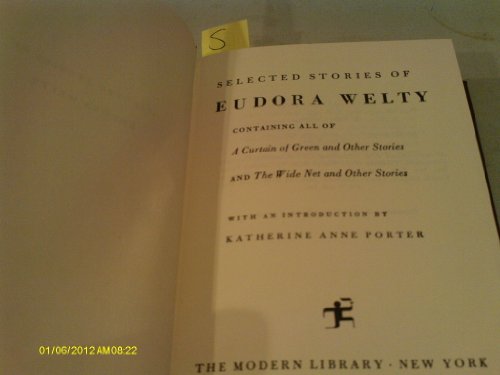 S
SELECTED STORIES OF
EUDORA WELTY
CONTAINING ALL OF
A Curtain of Green and Other Stories
AND The Wide Net and Other Stories
WITH AN INTRODUCTION BY
KATHERINE ANNE PORTER
THE MODERN LIBRARY · NEW YORK
01/06/2012 AM08:22